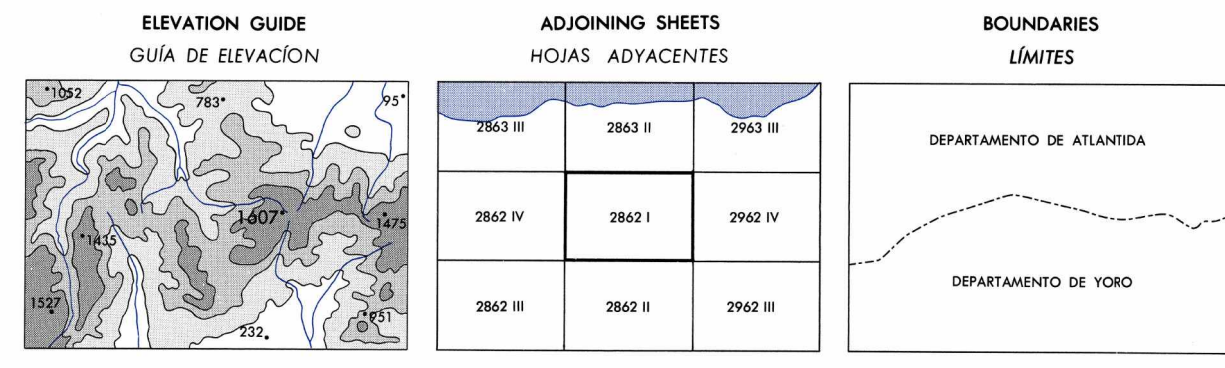 ELEVATION GUIDE
GUÍA DE ELEVACÍON
1052
783
95
1607
1475
1435
1527
951
232
ADJOINING SHEETS
HOJAS ADYACENTES
2863 III
2863 II
2963 III
2862 IV
2862 I
2962 IV
2862 III
2862 II
2962 III
BOUNDARIES
LÍMITES
DEPARTAMENTO DE ATLANTIDA
DEPARTAMENTO DE YORO